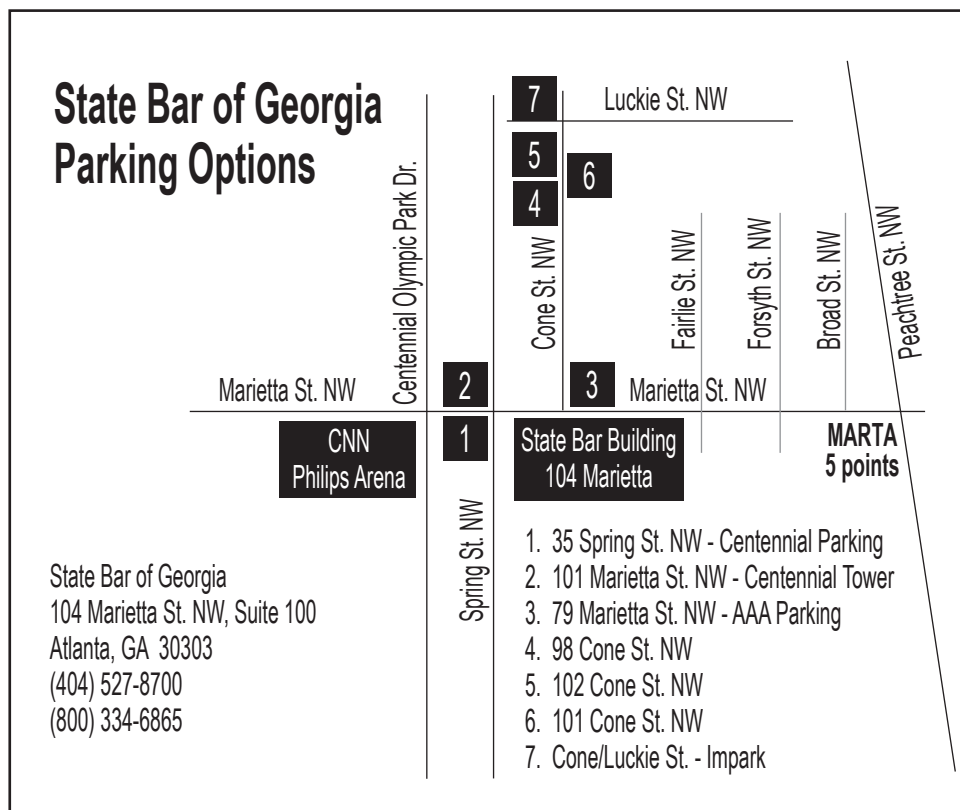 State Bar of Georgia
Parking Options
7
Luckie St. NW
5
6
4
Centennial Olympic Park Dr.
Cone St. NW
Fairlie St. NW
Forsyth St. NW
Broad St. NW
Peachtree St. NW
Marietta St. NW
2
3
Marietta St. NW
CNN
Philips Arena
1
State Bar Building
104 Marietta
MARTA
5 points
Spring St. NW
State Bar of Georgia
104 Marietta St. NW, Suite 100
Atlanta, GA 30303
(404) 527-8700
(800) 334-6865
1. 35 Spring St. NW - Centennial Parking
2. 101 Marietta St. NW - Centennial Tower
3. 79 Marietta St. NW - AAA Parking
4. 98 Cone St. NW
5. 102 Cone St. NW
6. 101 Cone St. NW
7. Cone/Luckie St. - Impark